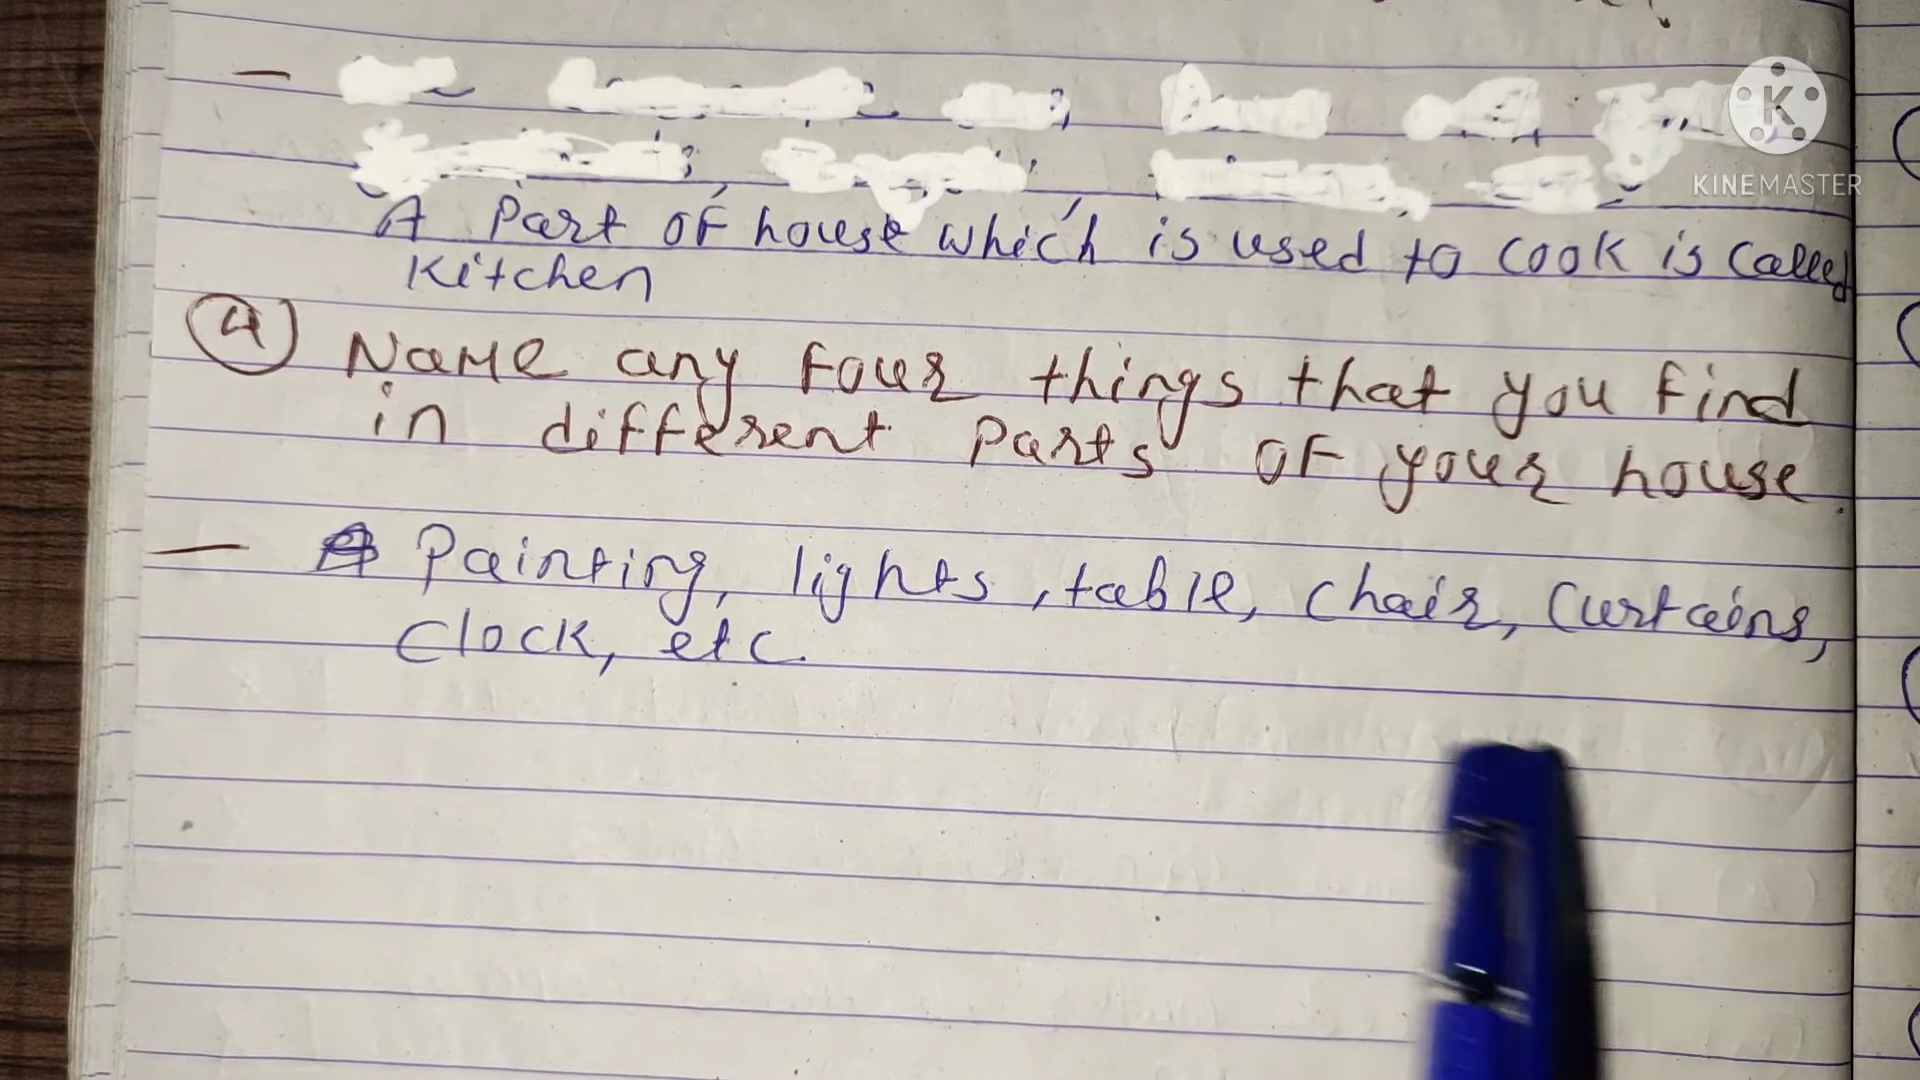 A Part OF house which is used to cook is called
Kitchen
4 Name any Four things that you Find
in different Parts OF your house.
- Painting, lights, table, Chair, Curtains,
Clock, etc.
K
KINEMASTER